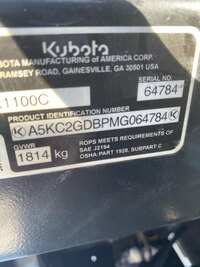 Kubota
BOTA MANUFACTURING of AMERICA CORP.
RAMSEY ROAD, GAINESVILLE, GA 30501 USA
SERIAL NO.
1100C
64784
PRODUCT IDENTIFICATION NUMBER
A5KC2GDBPMG064784
GVWR
1814 kg
ROPS MEETS REQUIREMENTS OF
SAE J2194
OSHA: PART 1928, SUBPART C